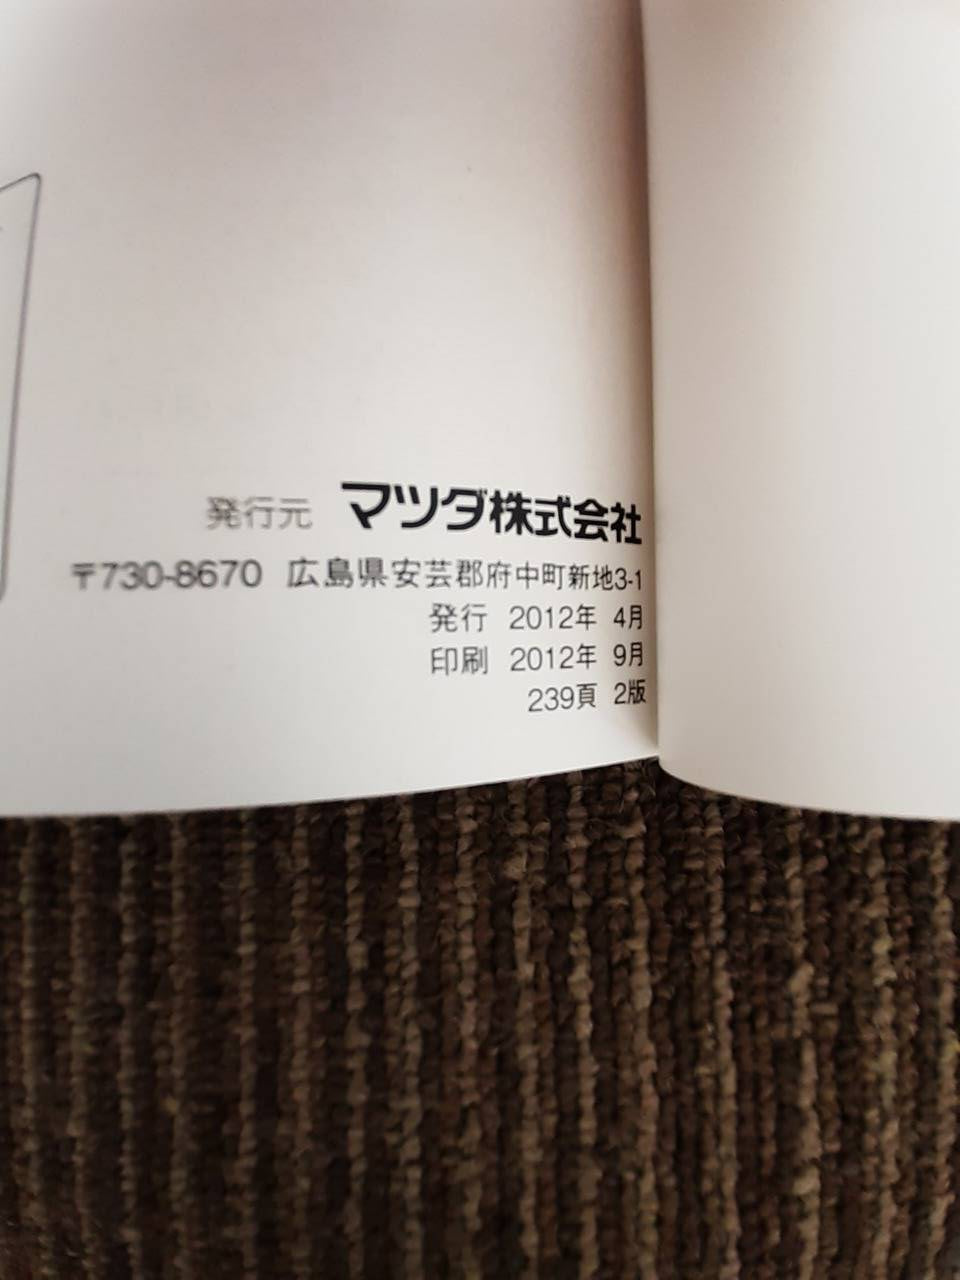 発行元 マツダ株式会社
〒730-8670 広島県安芸郡府中町新地3-1
発行 2012年 4月
印刷 2012年 9月
239頁 2版